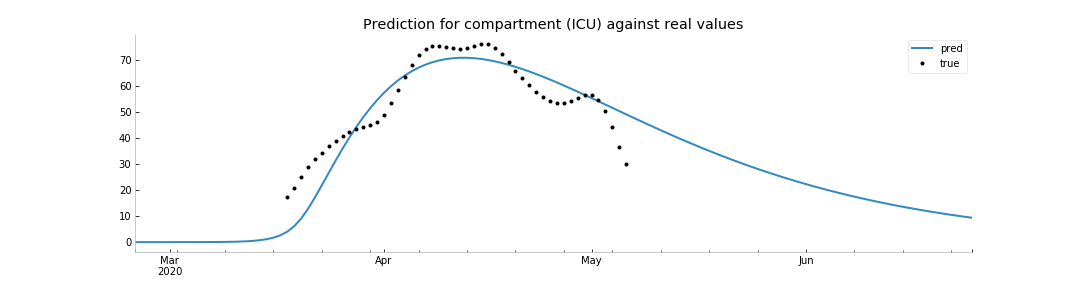 Prediction for compartment (ICU) against real values
pred
true
70
60
50
40
30
20
10
0
Mar
2020
Apr
May
Jun